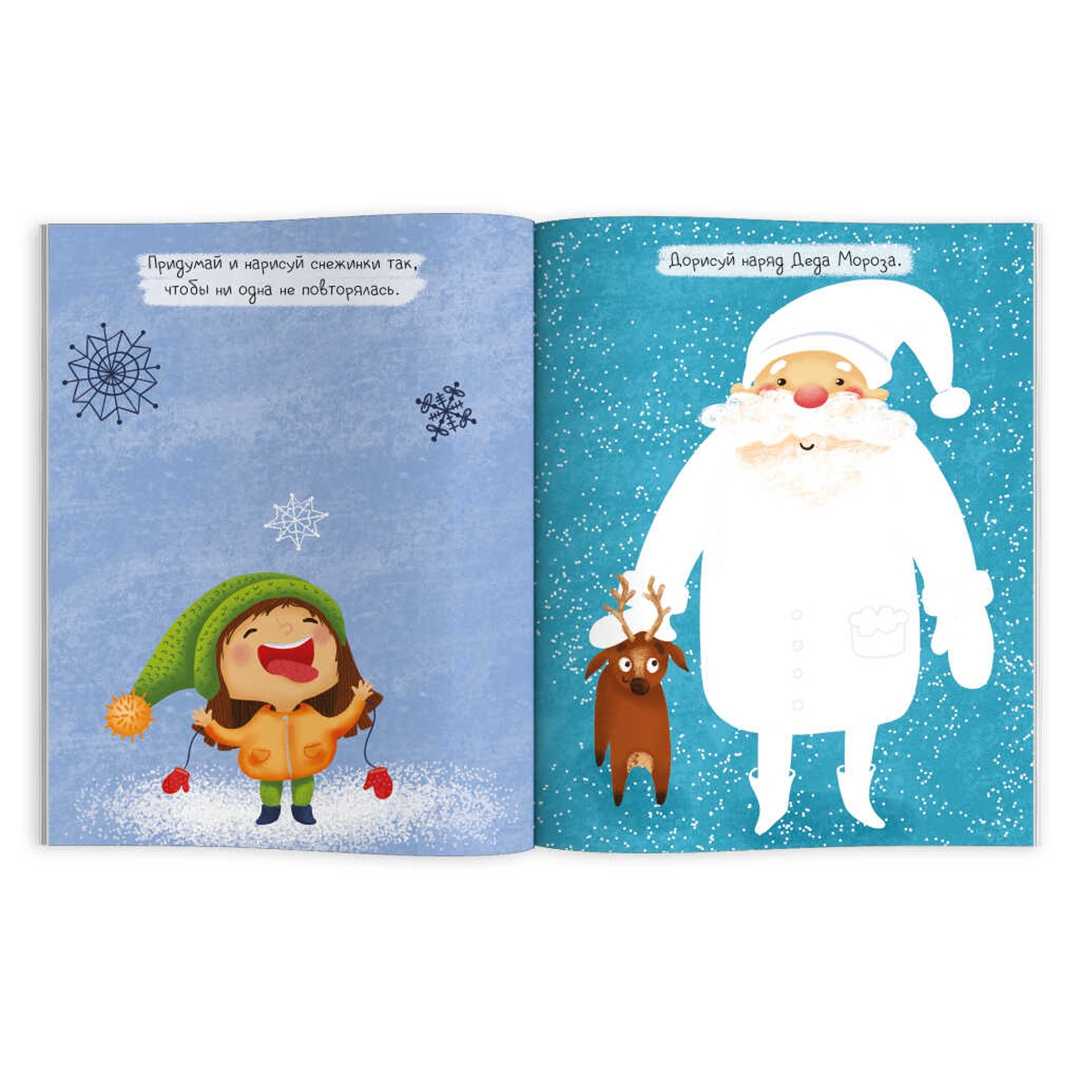 Придумай и нарисуй снежинки так,
чтобы ни одна не повторялась.
Дорисуй наряд Деда Мороза.